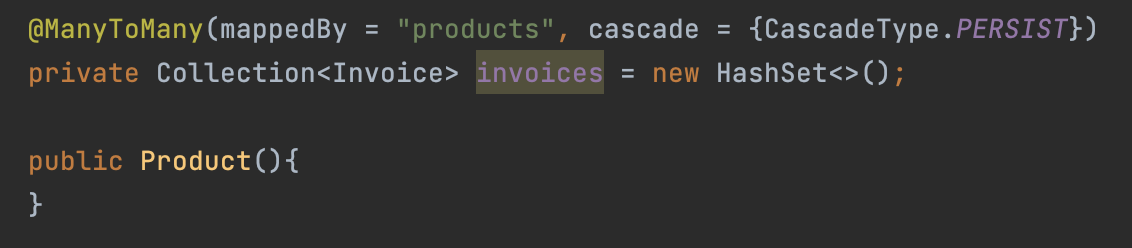 @ManyToMany(mappedBy = "products", cascade = {CascadeType.PERSIST})
private Collection<Invoice> invoices = new HashSet<>();
public Product(){
}